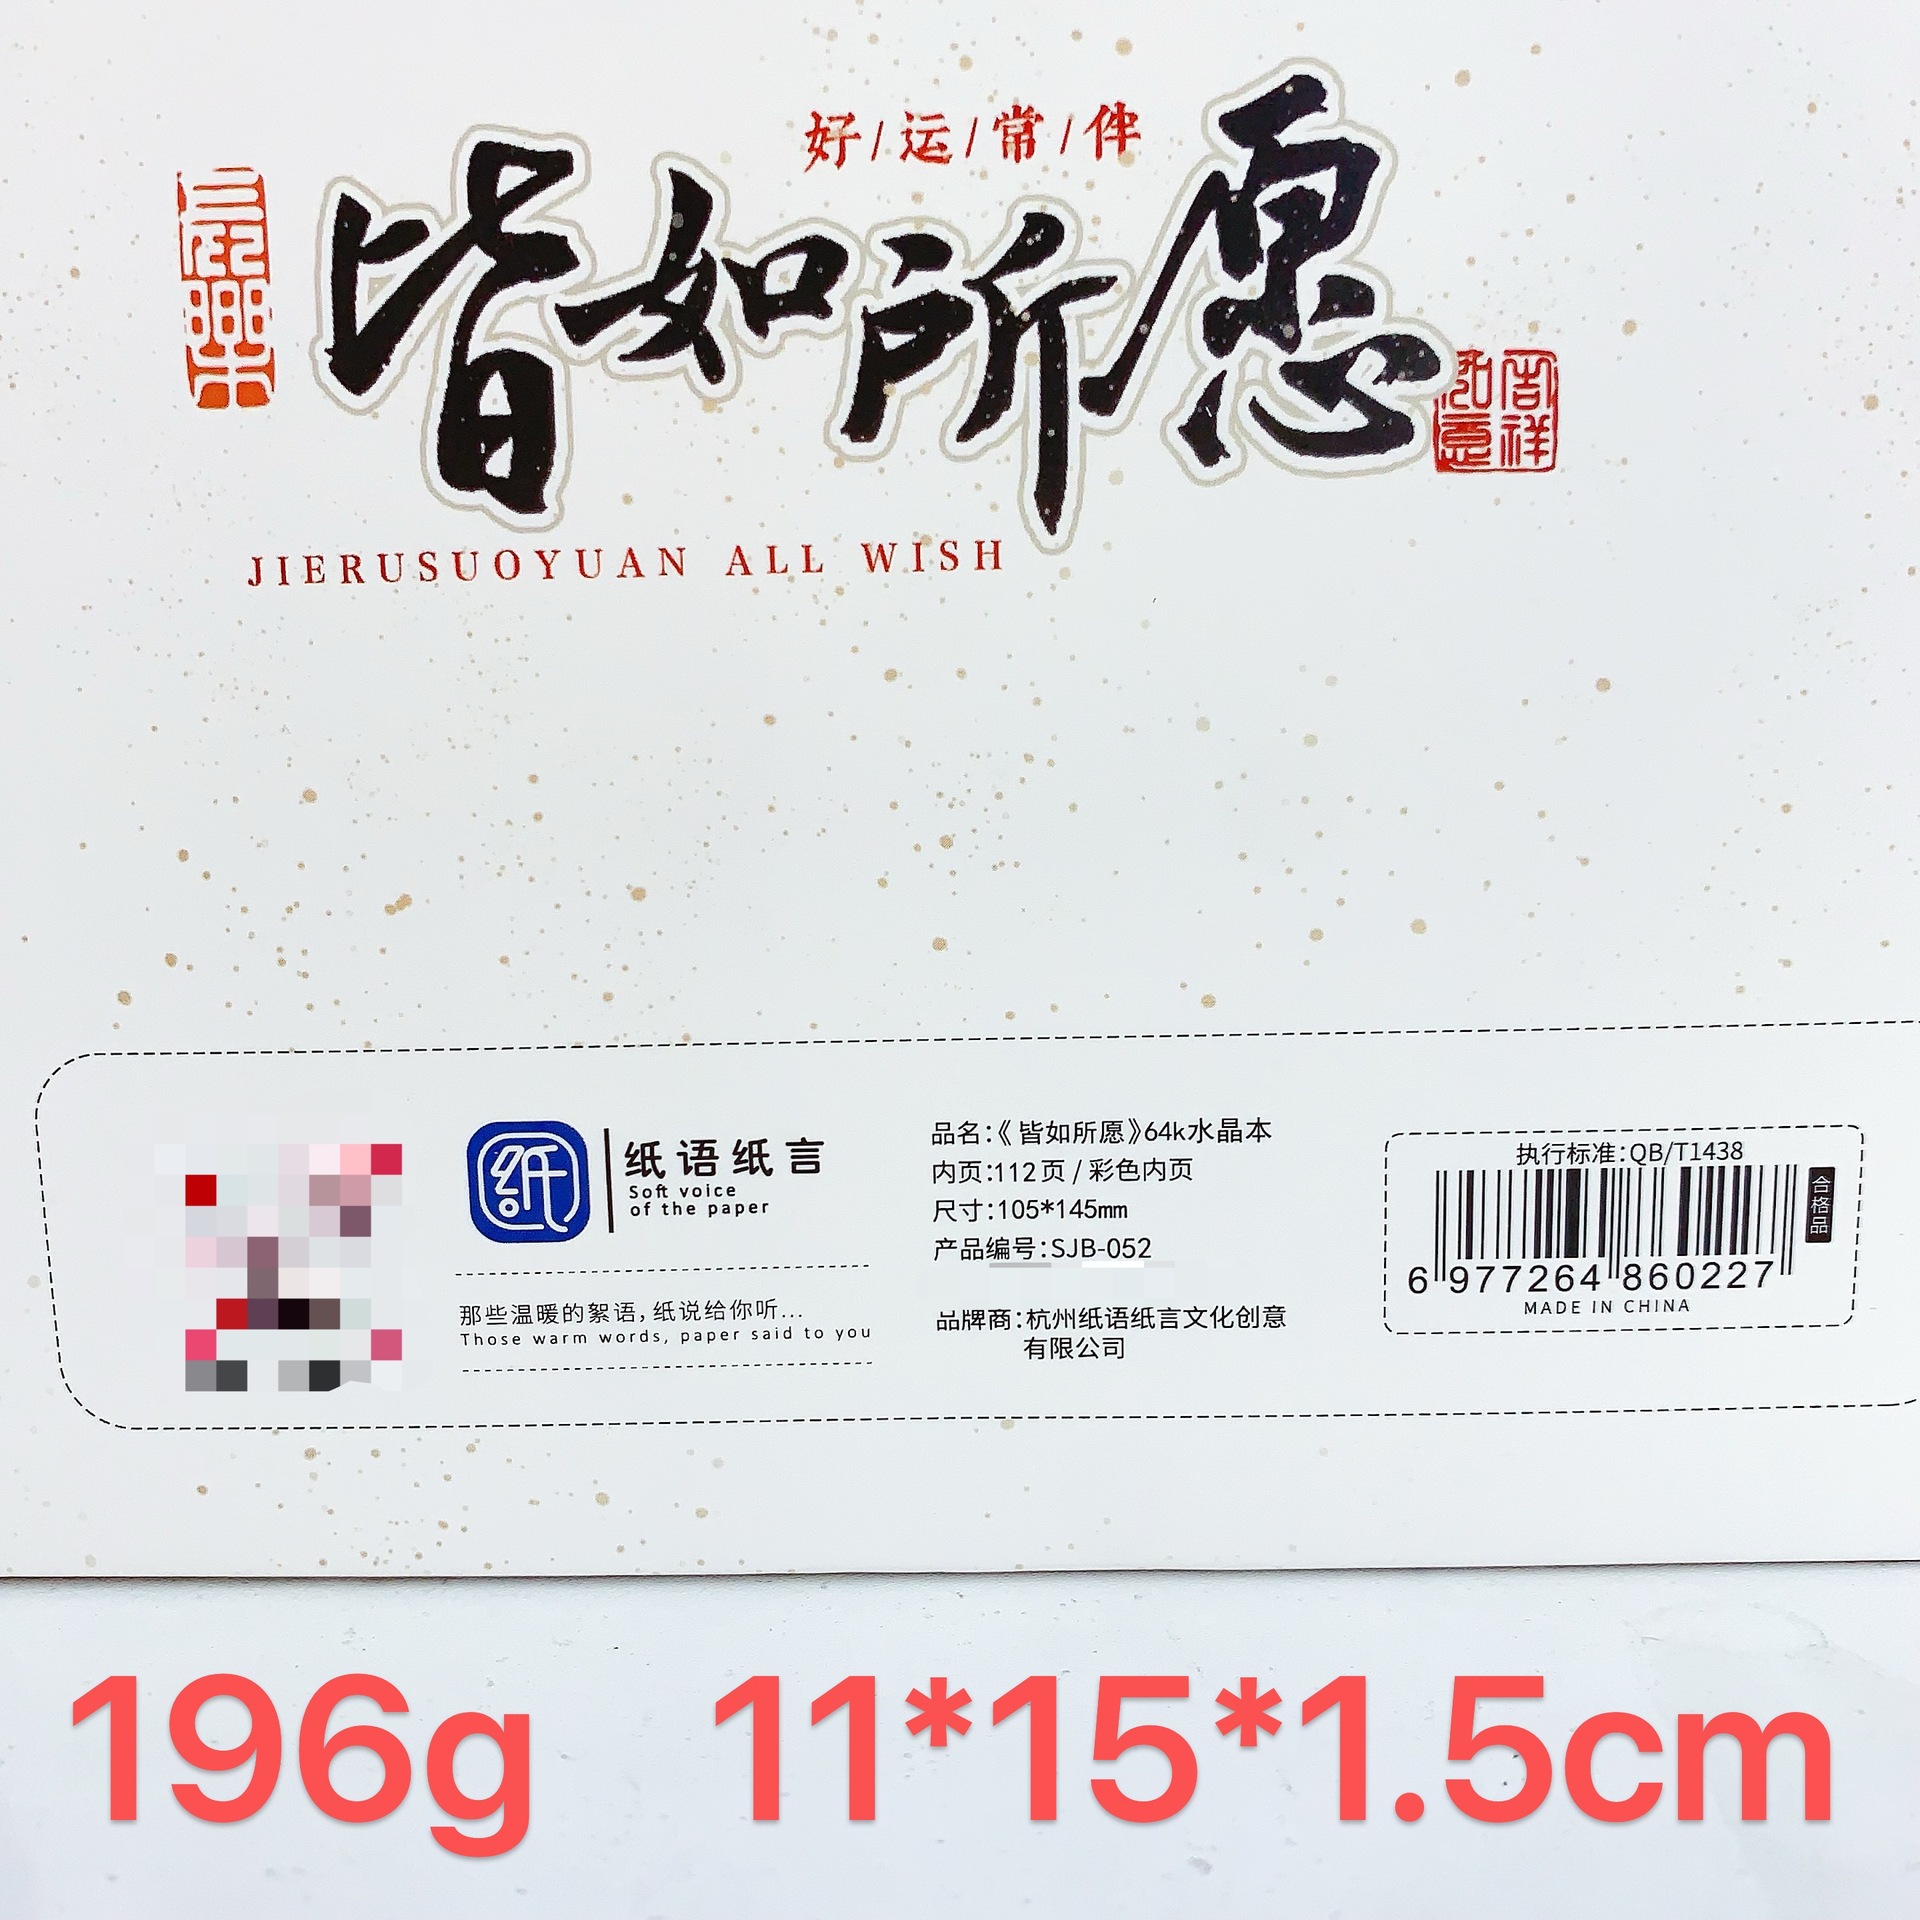 好/运/常/伴
皆如所愿
吉祥
如意
JIERUSUOYUAN ALL WISH
纸
纸语纸言
Soft voice
of the paper
那些温暖的絮语,纸说给你听...
Those warm words, paper said to you
品名:《皆如所愿》64k水晶本
内页:112页/彩色内页
尺寸:105*145mm
产品编号:SJB-052
品牌商:杭州纸语纸言文化创意
有限公司
执行标准:QB/T1438
合格品
6 977264 860227
MADE IN CHINA
196g 11*15*1.5cm